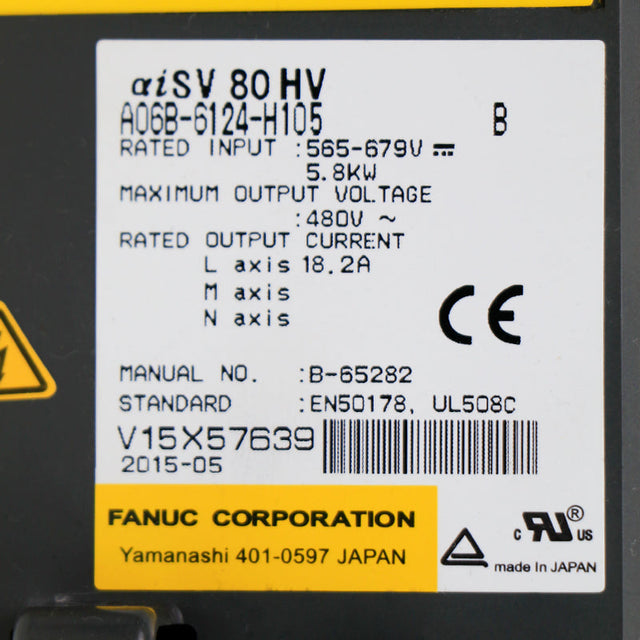 αiSV 80 HV
A06B-6124-H105 B
RATED INPUT :565-679V ⎓
5.8KW
MAXIMUM OUTPUT VOLTAGE
:480V ~
RATED OUTPUT CURRENT
L axis 18.2A
M axis
N axis
CE
MANUAL NO. :B-65282
STANDARD :EN50178, UL508C
V15X57639
2015-05
FANUC CORPORATION
Yamanashi 401-0597 JAPAN
c RU ® US
made In JAPAN